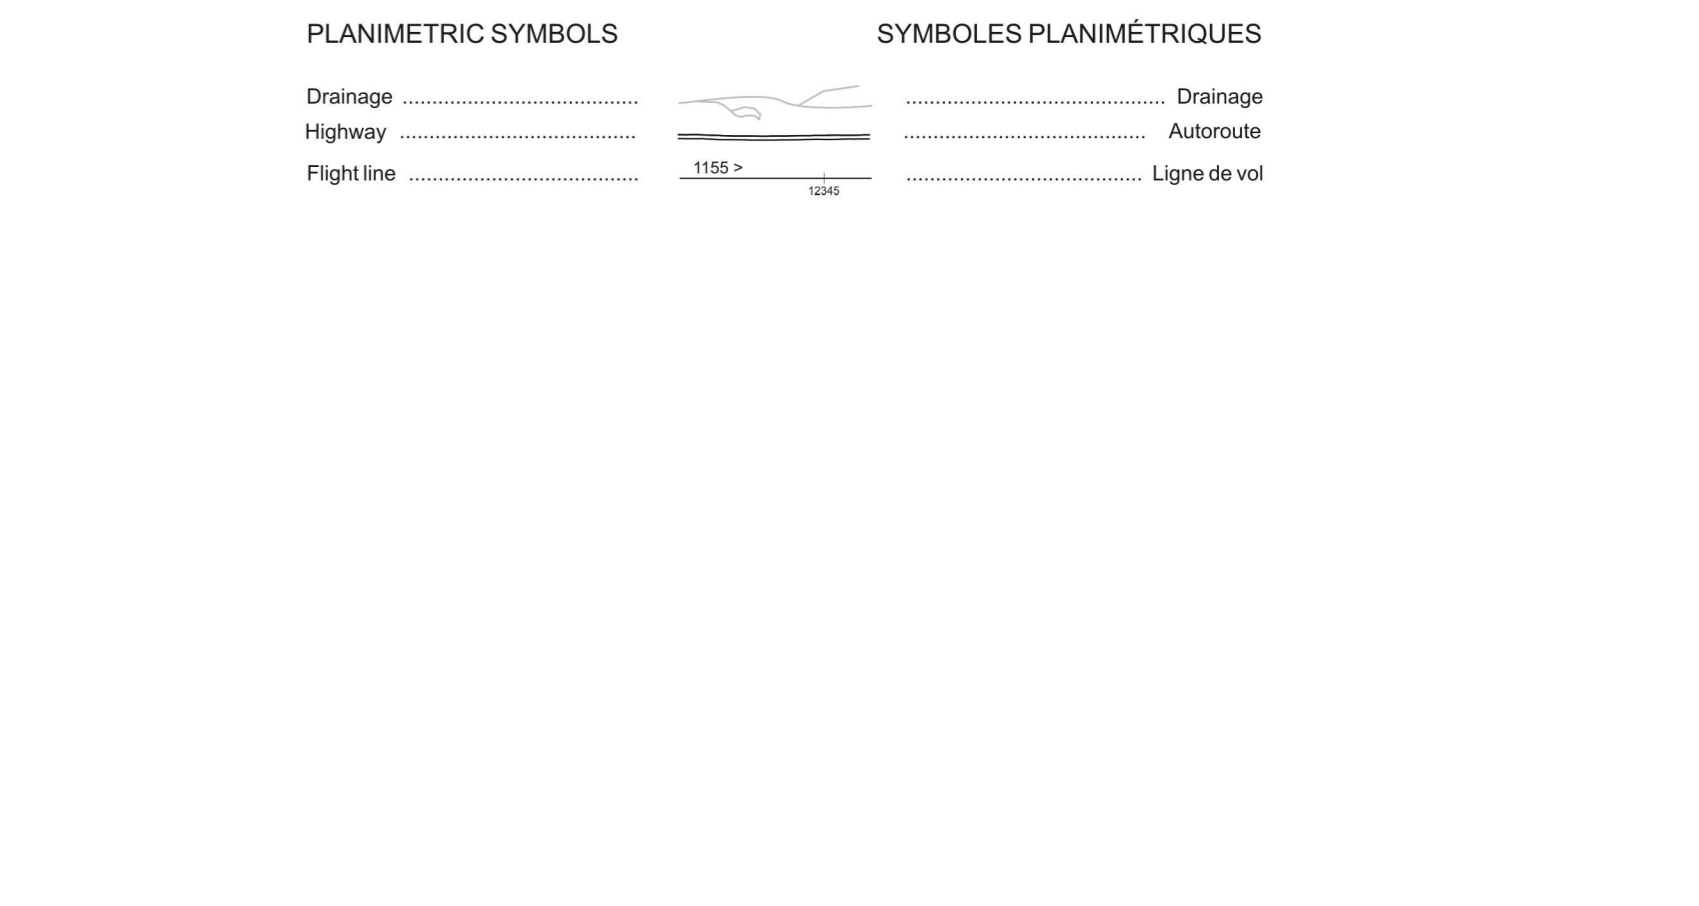 PLANIMETRIC SYMBOLS SYMBOLES PLANIMÉTRIQUES
Drainage ........................................ ............................................ Drainage
Highway ........................................ ......................................... Autoroute
Flight line ....................................... 1155 > ........................................ Ligne de vol
12345